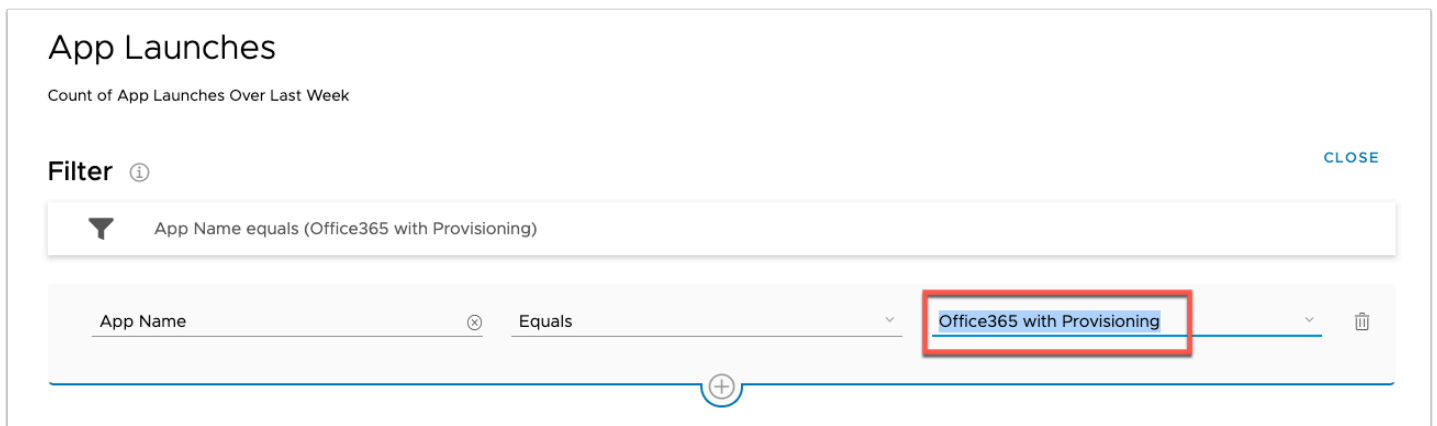 App Launches
Count of App Launches Over Last Week
CLOSE
Filter
App Name equals (Office365 with Provisioning)
App Name Equals Office365 with Provisioning